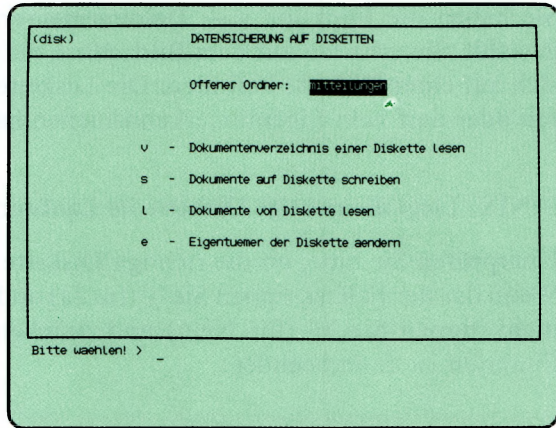 (disk) DATENSICHERUNG AUF DISKETTEN
Offener Ordner: mitteilungen
v - Dokumentenverzeichnis einer Diskette lesen
s - Dokumente auf Diskette schreiben
l - Dokumente von Diskette lesen
e - Eigentuemer der Diskette aendern
Bitte waehlen! > _